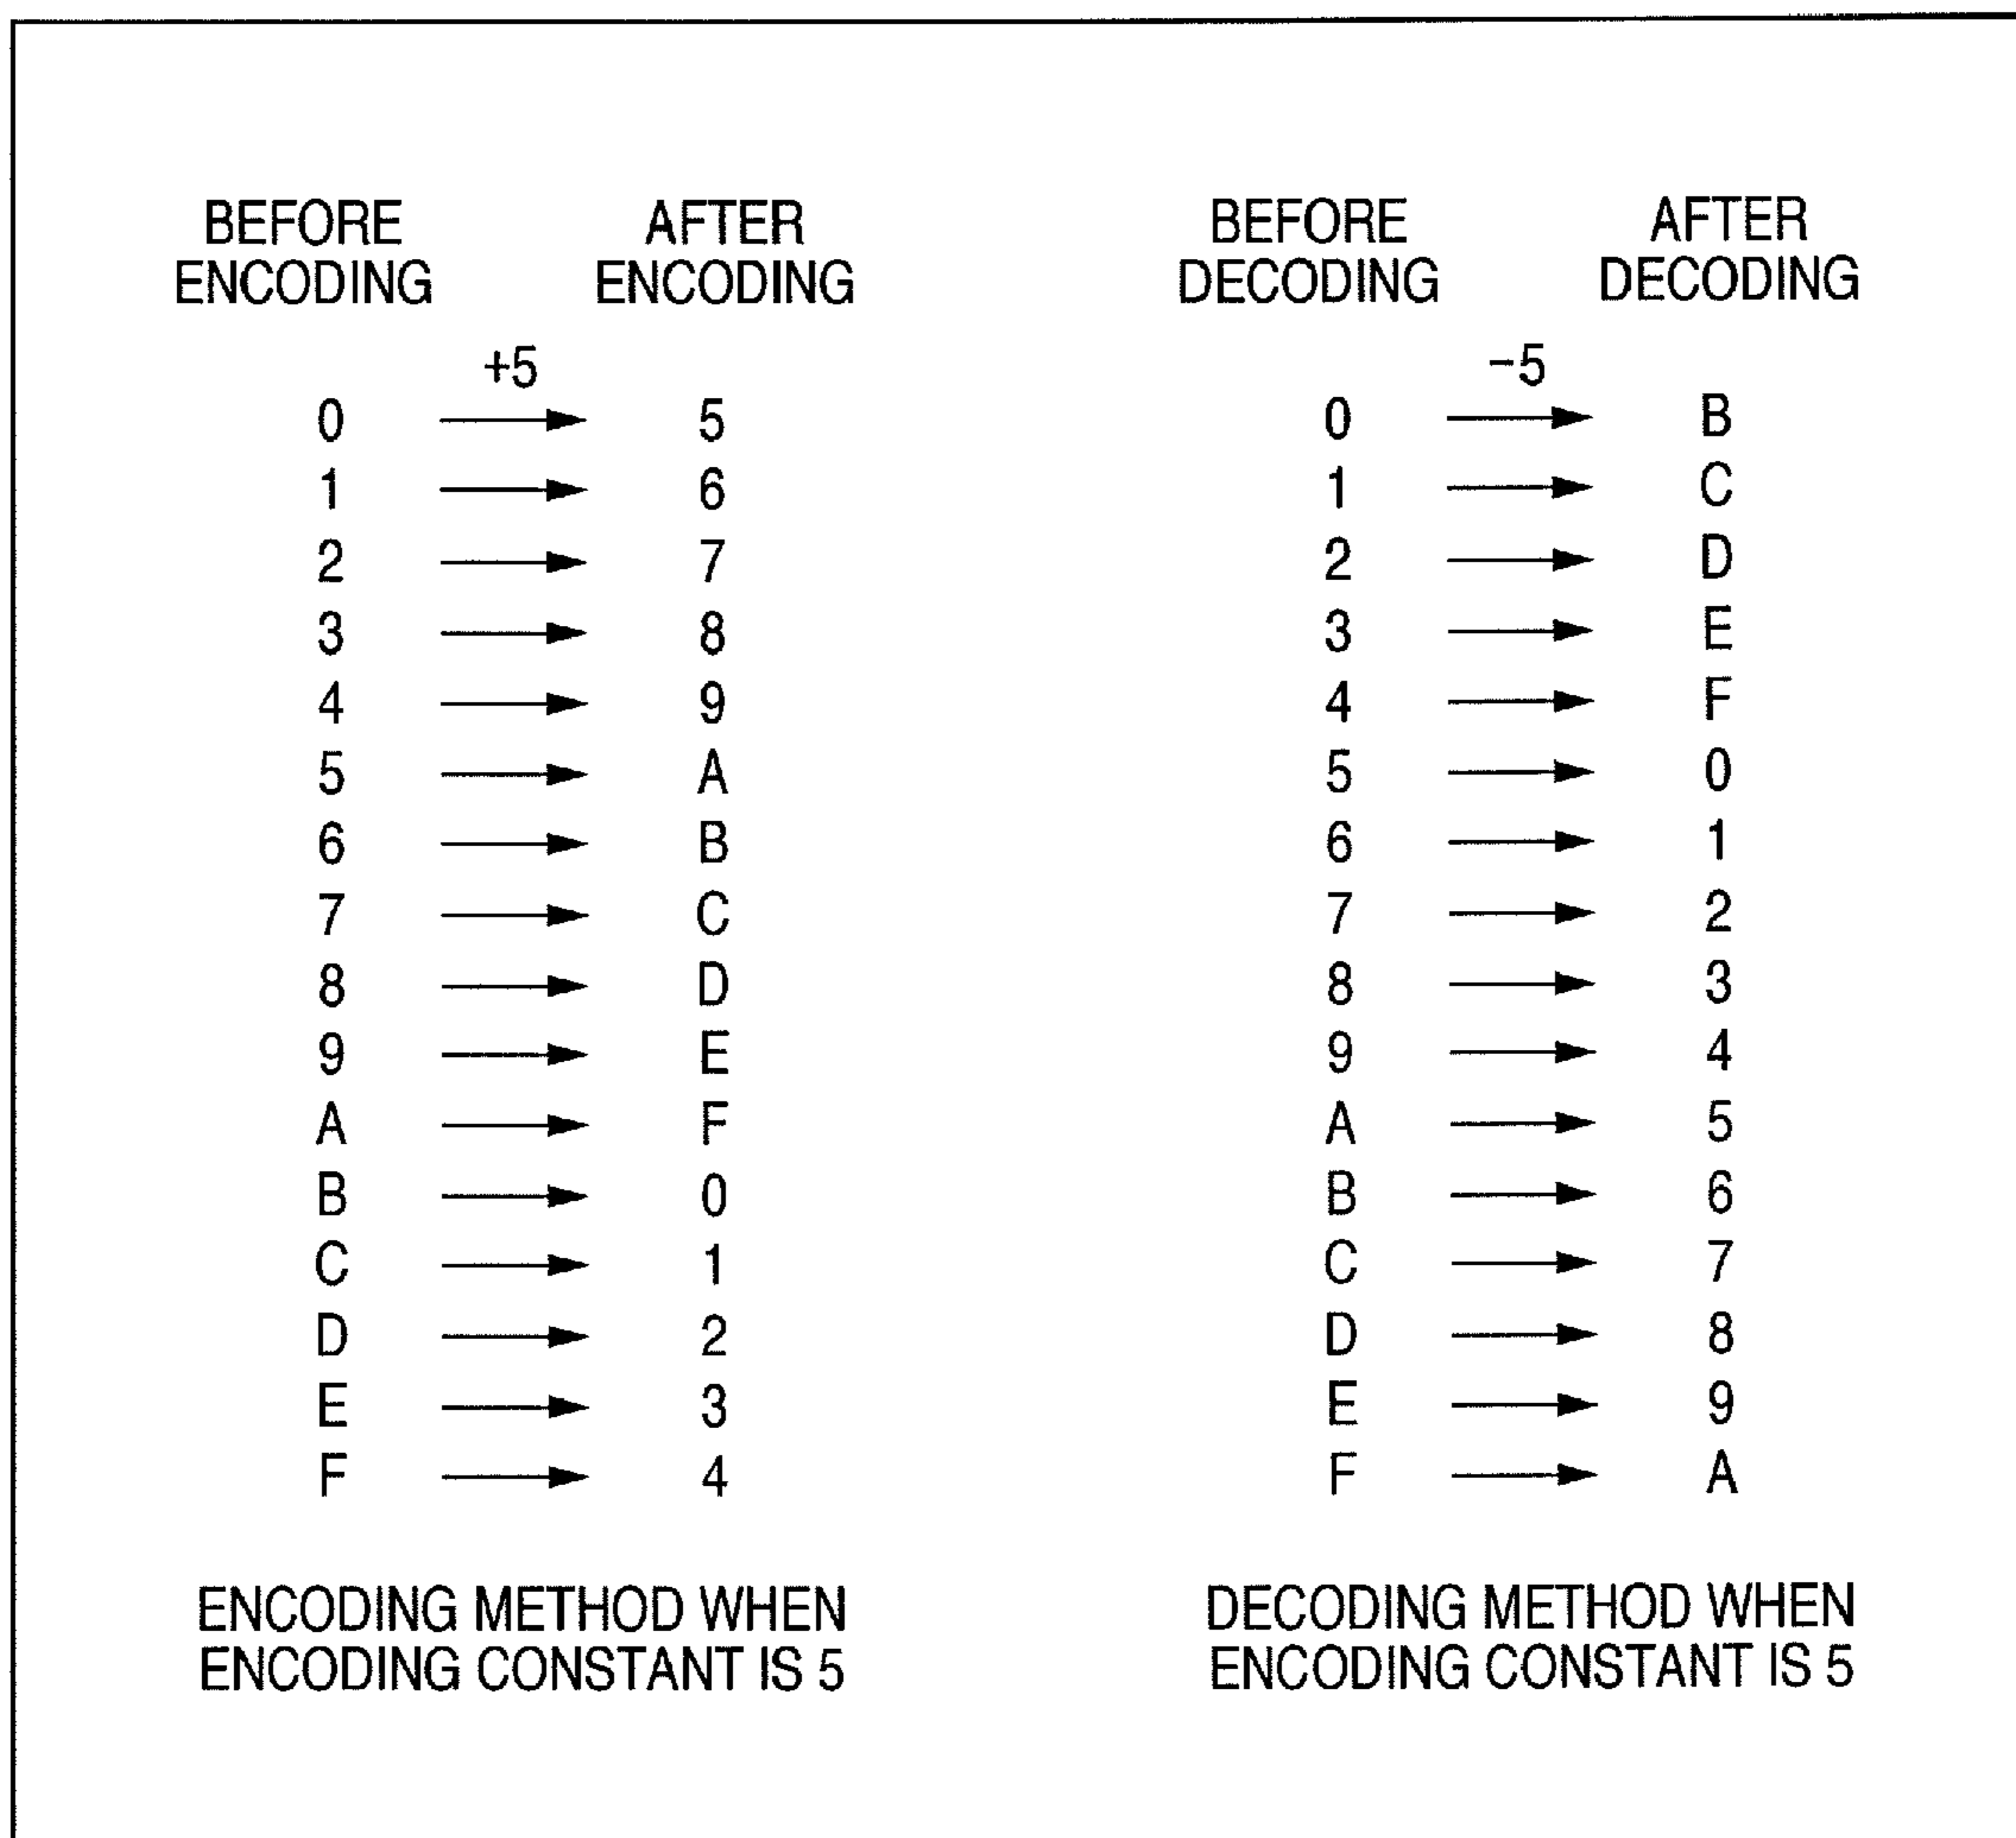 BEFORE ENCODING AFTER ENCODING
+5
0 5
1 6
2 7
3 8
4 9
5 A
6 B
7 C
8 D
9 E
A F
B 0
C 1
D 2
E 3
F 4
ENCODING METHOD WHEN
ENCODING CONSTANT IS 5
BEFORE DECODING AFTER DECODING
-5
0 B
1 C
2 D
3 E
4 F
5 0
6 1
7 2
8 3
9 4
A 5
B 6
C 7
D 8
E 9
F A
DECODING METHOD WHEN
ENCODING CONSTANT IS 5